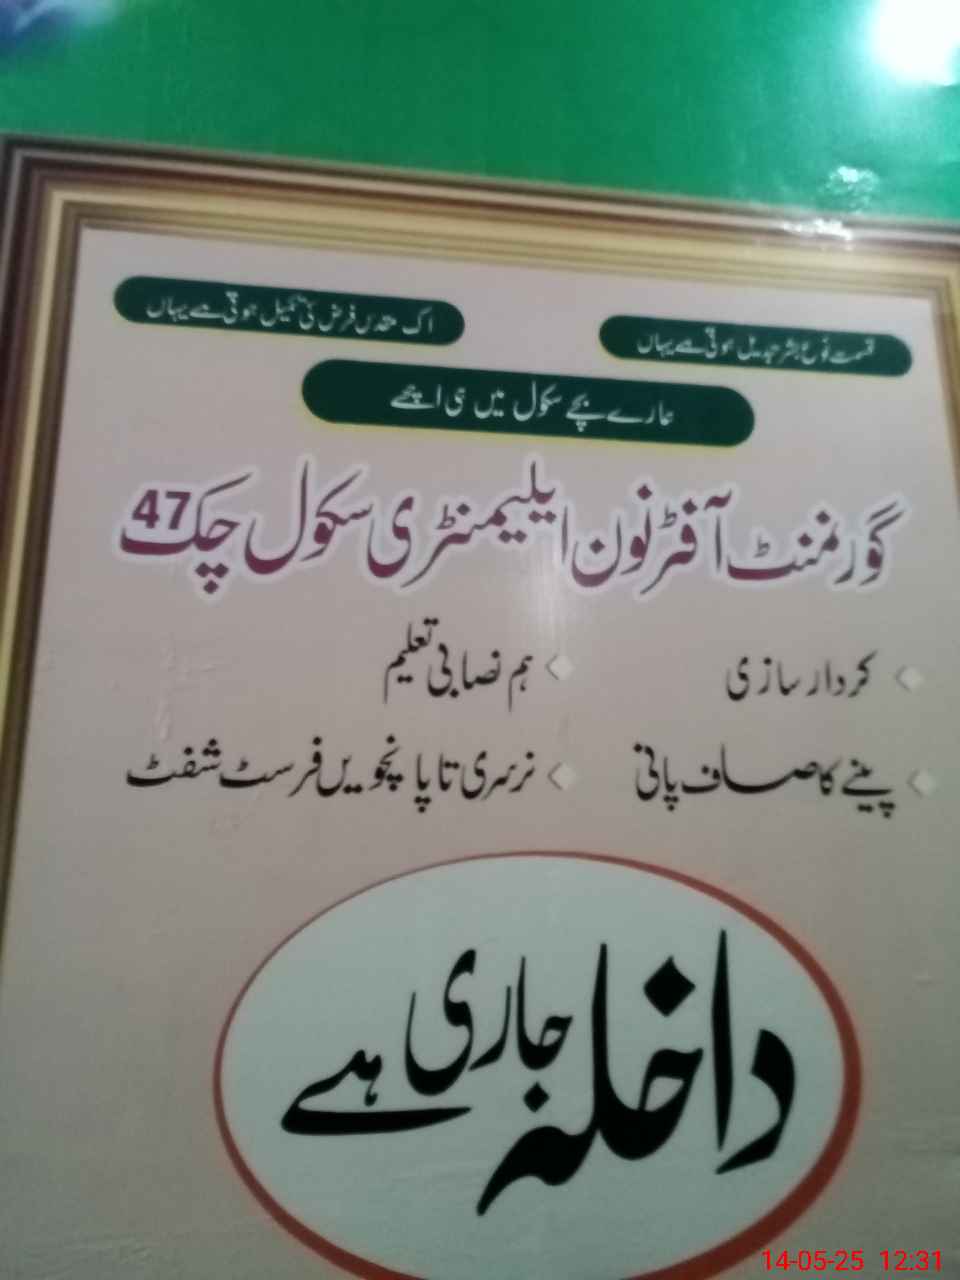 قسمت نوع بشر تبدیل ہوتی ہے یہاں
اک مقدس فرض کی تکمیل ہوتی ہے یہاں
ہمارے بچے سکول میں ہی اچھے
گورنمنٹ آفٹرنون ایلیمنٹری سکول چک 47
کردار سازی
ہم نصابی تعلیم
پینے کا صاف پانی
نرسری تا پانچویں فرسٹ شفٹ
داخلہ جاری ہے
14-05-25 12:31